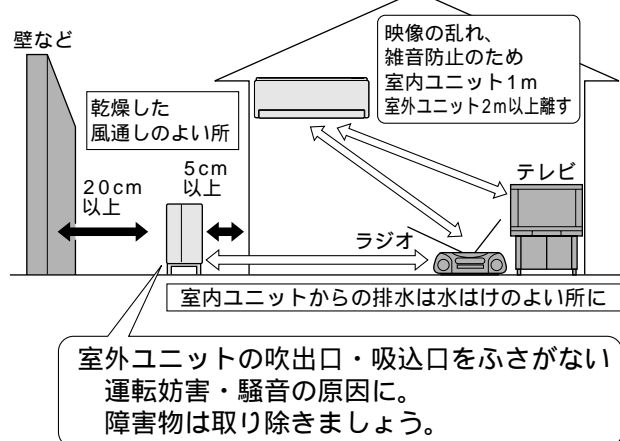 壁など
映像の乱れ、
雑音防止のため
室内ユニット1m
室外ユニット2m以上離す
乾燥した
風通しのよい所
20cm
以上
5cm
以上
テレビ
ラジオ
室内ユニットからの排水は水はけのよい所に
室外ユニットの吹出口・吸込口をふさがない
運転妨害・騒音の原因に。
障害物は取り除きましょう。